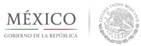 MÉXICO
GOBIERNO DE LA REPÚBLICA